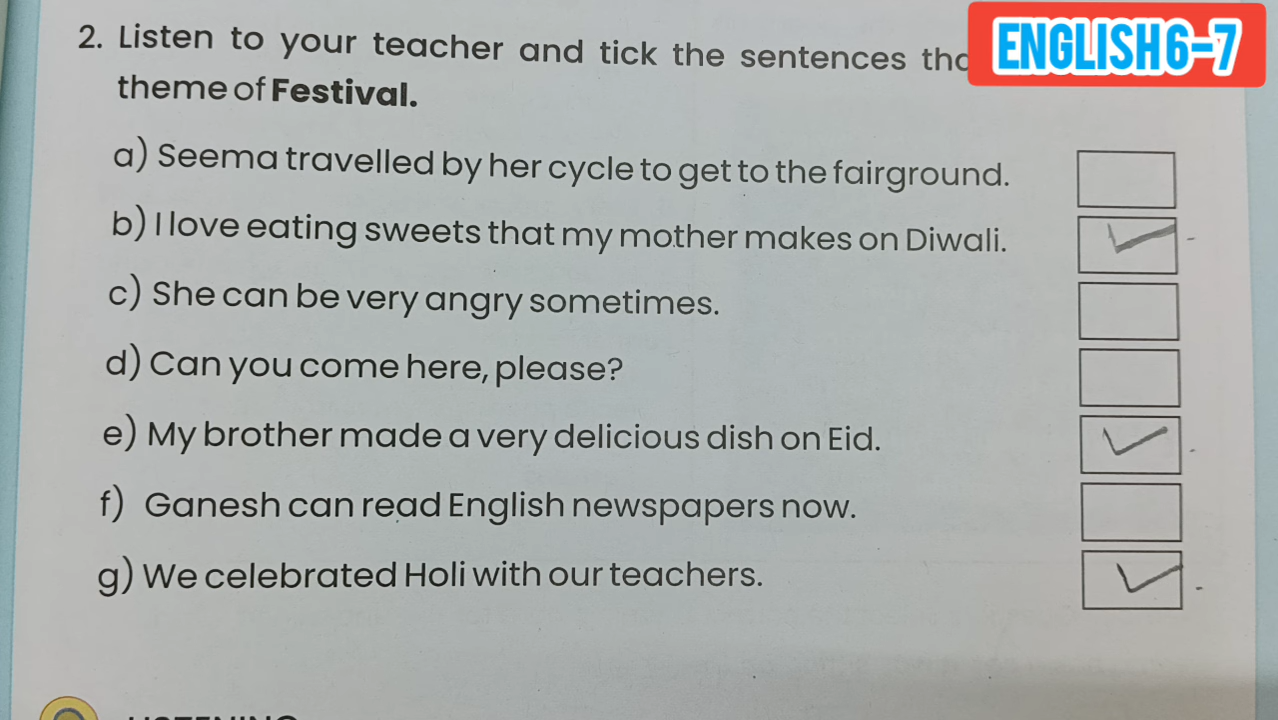 2. Listen to your teacher and tick the sentences
ENGLISH 6-7
theme of Festival.
a) Seema travelled by her cycle to get to the fairground.
b) I love eating sweets that my mother makes on Diwali.
c) She can be very angry sometimes.
d) Can you come here, please?
e) My brother made a very delicious dish on Eid.
f) Ganesh can read English newspapers now.
g) We celebrated Holi with our teachers.